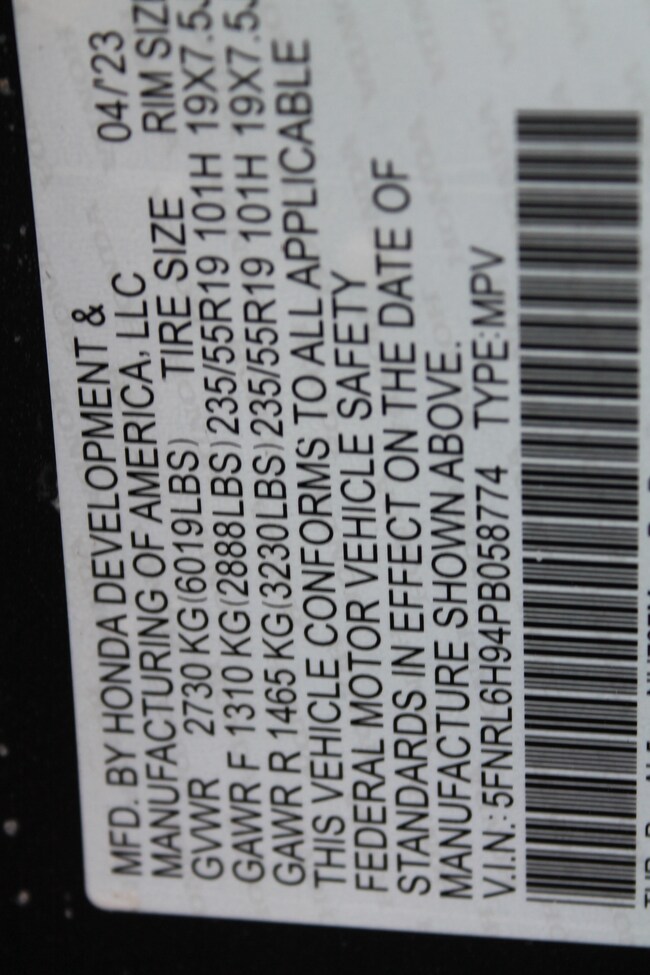 MFD. BY HONDA DEVELOPMENT & 04/23
MANUFACTURING OF AMERICA, LLC
GVWR 2730 KG(6019LBS) TIRE SIZE RIM SIZE
GAWR F 1310 KG(2888LBS) 235/55R19 101H 19X7.5J
GAWR R 1465 KG(3230LBS) 235/55R19 101H 19X7.5J
THIS VEHICLE CONFORMS TO ALL APPLICABLE
FEDERAL MOTOR VEHICLE SAFETY
STANDARDS IN EFFECT ON THE DATE OF
MANUFACTURE SHOWN ABOVE.
V.I.N.: 5FNRL6H94PB058774 TYPE:MPV